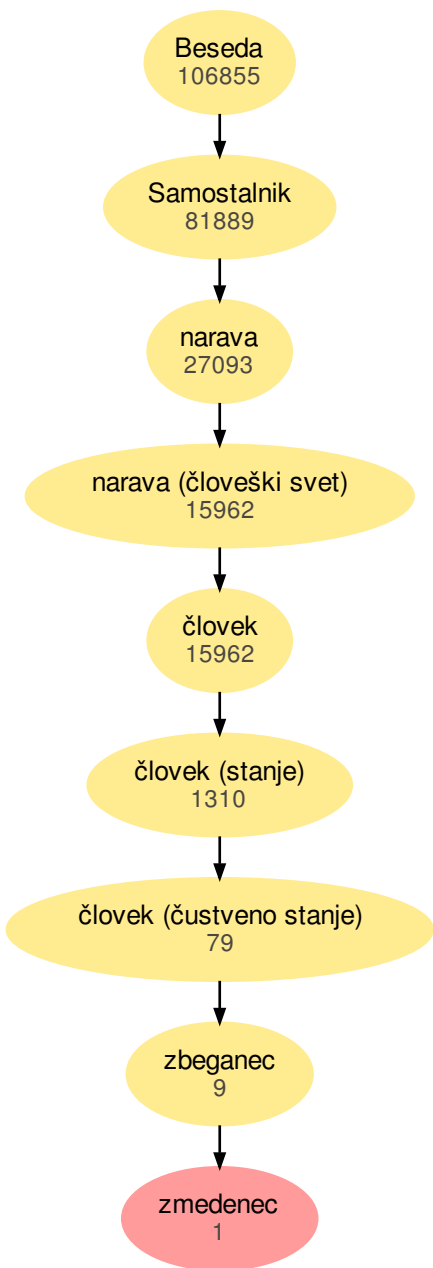 Beseda
106855
Samostalnik
81889
narava
27093
narava (človeški svet)
15962
človek
15962
človek (stanje)
1310
človek (čustveno stanje)
79
zbeganec
9
zmedenec
1